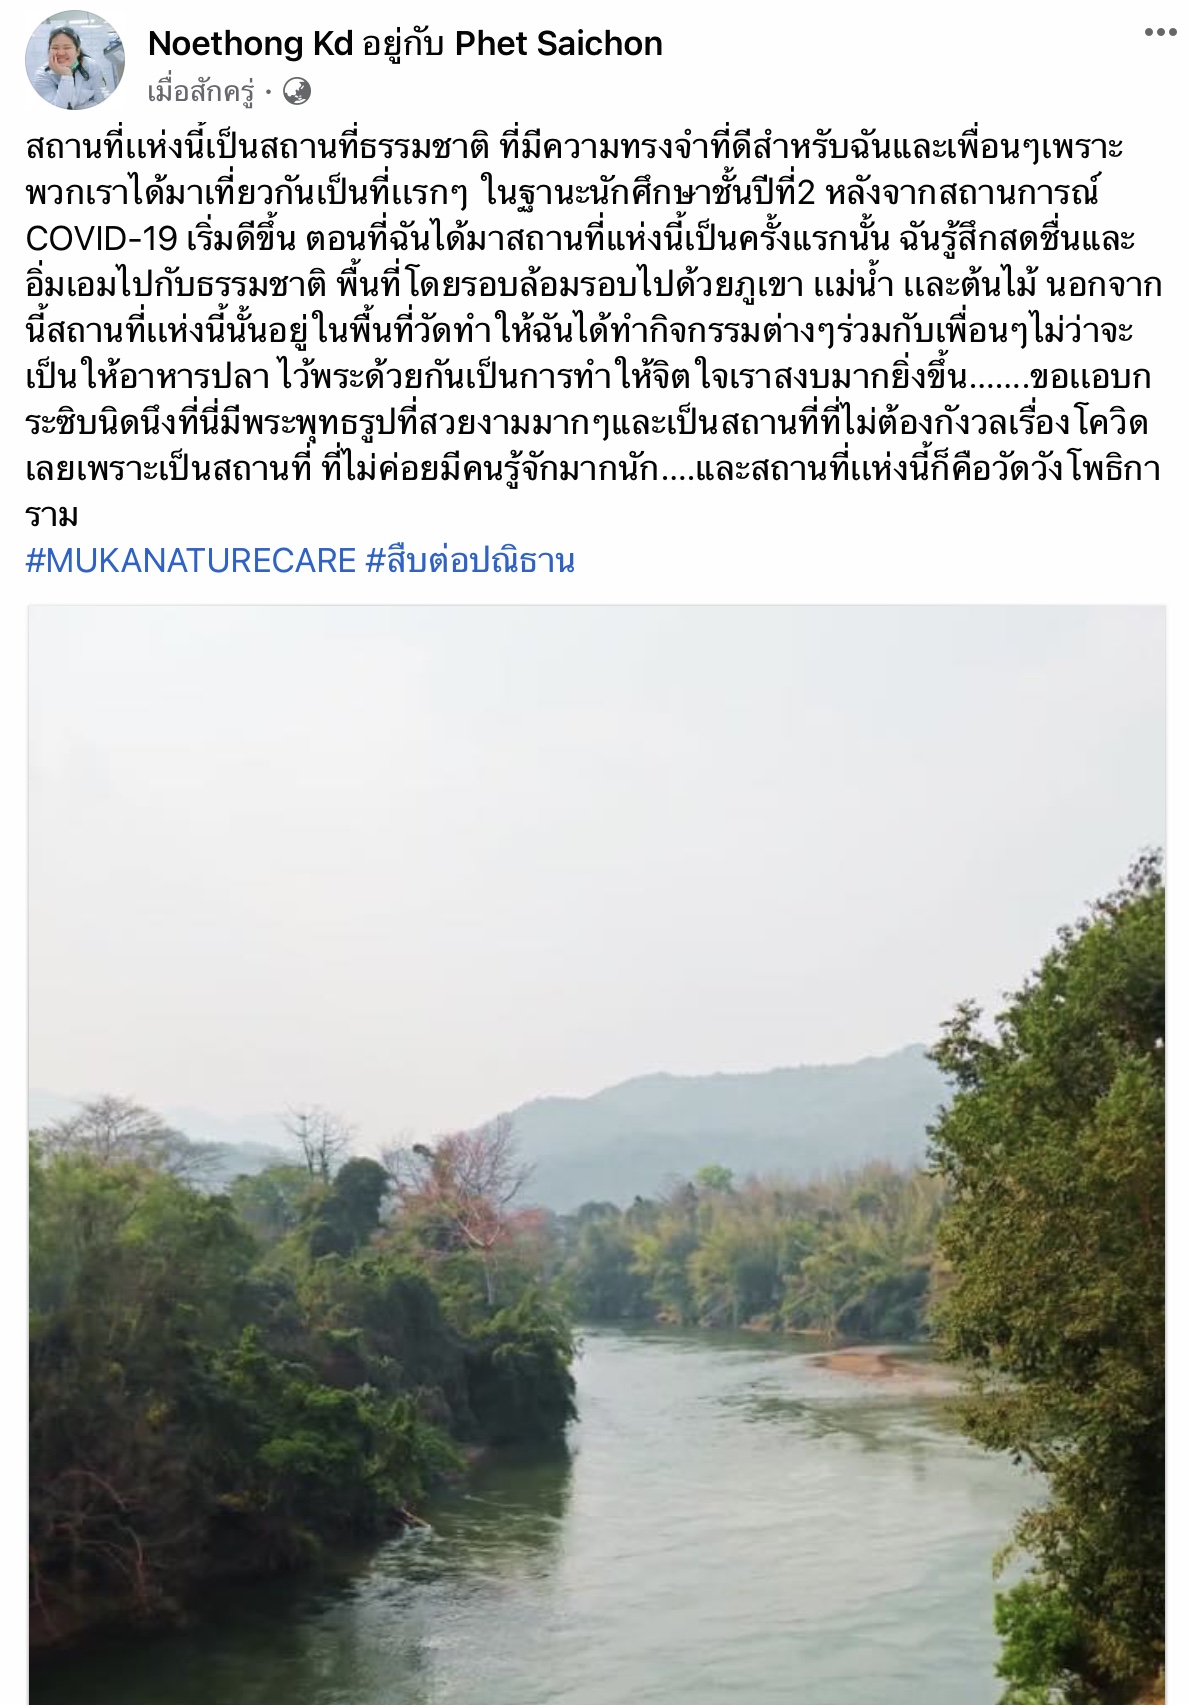 Noethong Kd อยู่กับ Phet Saichon
เมื่อสักครู่ ·
สถานที่แห่งนี้เป็นสถานที่ธรรมชาติ ที่มีความทรงจำที่ดีสำหรับฉันและเพื่อนๆเพราะ
พวกเราได้มาเที่ยวกันเป็นที่แรกๆ ในฐานะนักศึกษาชั้นปีที่2 หลังจากสถานการณ์
COVID-19 เริ่มดีขึ้น ตอนที่ฉันได้มาสถานที่แห่งนี้เป็นครั้งแรกนั้น ฉันรู้สึกสดชื่นและ
อิ่มเอมไปกับธรรมชาติ พื้นที่โดยรอบล้อมรอบไปด้วยภูเขา แม่น้ำ และต้นไม้ นอกจาก
นี้สถานที่แห่งนี้นั้นอยู่ในพื้นที่วัดทำให้ฉันได้ทำกิจกรรมต่างๆร่วมกับเพื่อนๆไม่ว่าจะ
เป็นให้อาหารปลา ไว้พระด้วยกันเป็นการทำให้จิตใจเราสงบมากยิ่งขึ้น.......ขอแอบก
ระซิบนิดนึงที่นี่มีพระพุทธรูปที่สวยงามมากๆและเป็นสถานที่ที่ไม่ต้องกังวลเรื่องโควิด
เลยเพราะเป็นสถานที่ ที่ไม่ค่อยมีคนรู้จักมากนัก....และสถานที่แห่งนี้ก็คือวัดวังโพธิกา
ราม
#MUKANATURECARE #สืบต่อปณิธาน